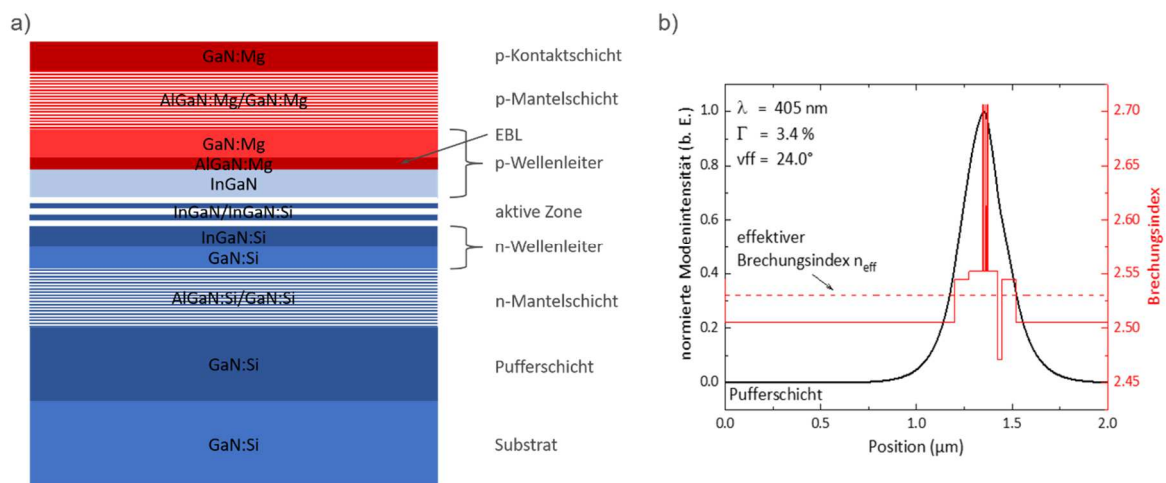 a)
GaN:Mg
p-Kontaktschicht
AlGaN:Mg/GaN:Mg
p-Mantelschicht
EBL
GaN:Mg
p-Wellenleiter
AlGaN:Mg
InGaN
InGaN/InGaN:Si
aktive Zone
InGaN:Si
n-Wellenleiter
GaN:Si
AlGaN:Si/GaN:Si
n-Mantelschicht
GaN:Si
Pufferschicht
GaN:Si
Substrat
b)
λ = 405 nm
Γ = 3.4 %
vff = 24.0°
effektiver
Brechungsindex neff
Pufferschicht
normierte Modenintensität (b. E.)
1.0
0.8
0.6
0.4
0.2
0.0
0.0 0.5 1.0 1.5 2.0
Position (µm)
2.70
2.65
2.60
2.55
2.50
2.45
Brechungsindex